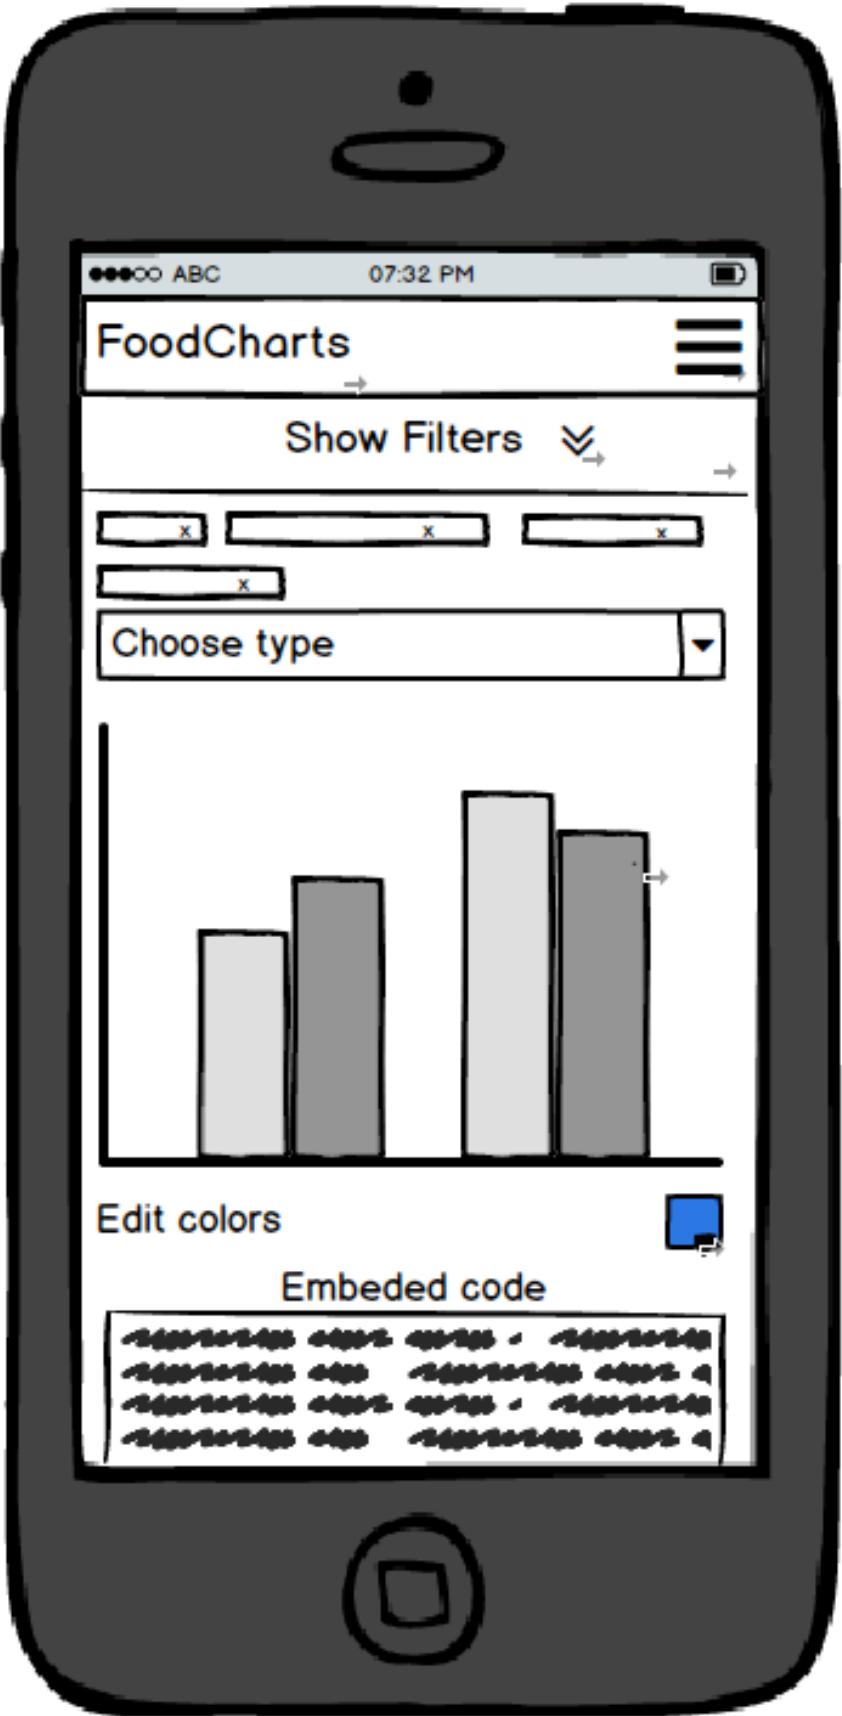 ABC 07:32 PM
FoodCharts
Show Filters
x x x
x
Choose type
Edit colors
Embeded code